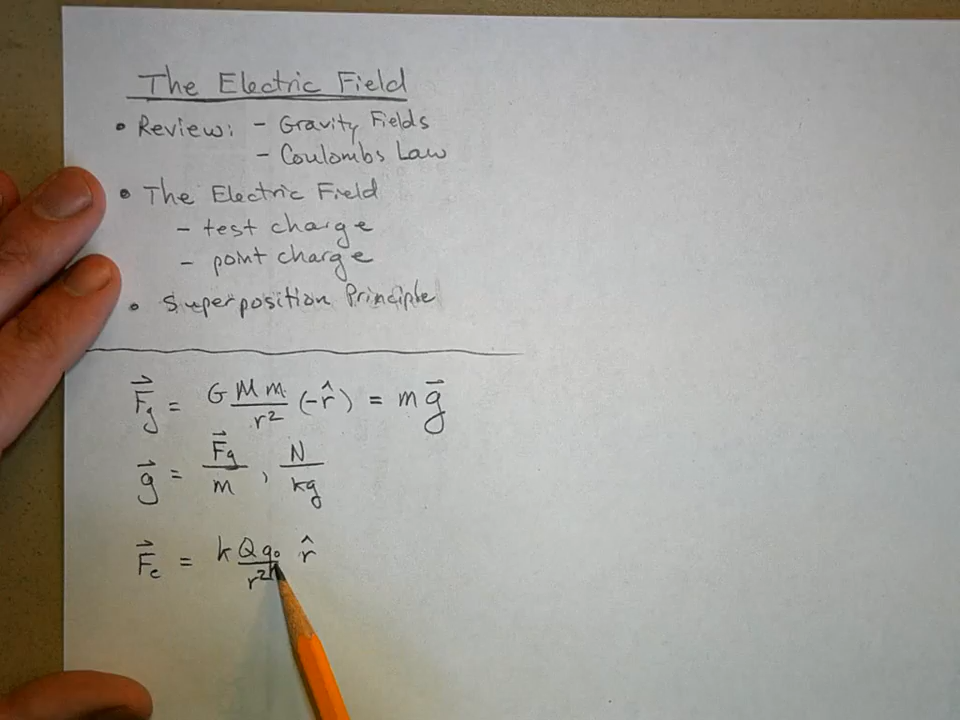 The Electric Field
• Review: - Gravity Fields
- Coulombs Law
• The Electric Field
- test charge
- point charge
• Superposition Principle
F⃗g = G Mm/r² (-r̂) = mg⃗
g⃗ = F⃗g/m , N/kg
F⃗e = k Qq₀/r² r̂